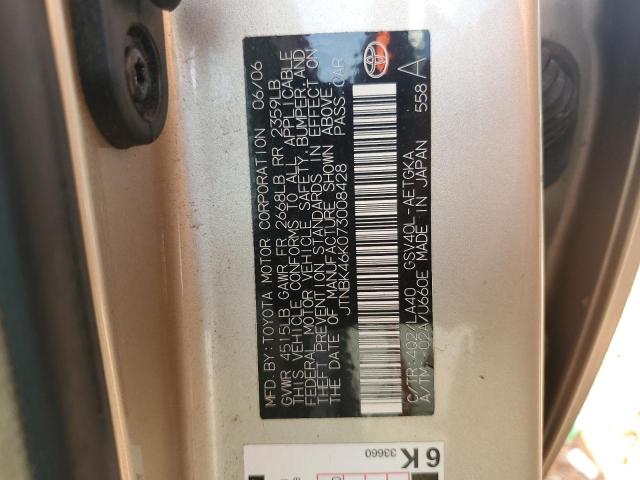 MFD. BY: TOYOTA MOTOR CORPORATION 06/06
GVWR 4515LB GAWR FR 2668LB RR 2359LB
THIS VEHICLE CONFORMS TO ALL APPLICABLE
FEDERAL MOTOR VEHICLE SAFETY, BUMPER, AND
THEFT PREVENTION STANDARDS IN EFFECT ON
THE DATE OF MANUFACTURE SHOWN ABOVE
JTNBK46K073008428 PASS. CAR
C/TR: 4Q2/LA40 GSV40L-AETGKA
A/TM: -02A/U660E MADE IN JAPAN 558 A
6K
33660